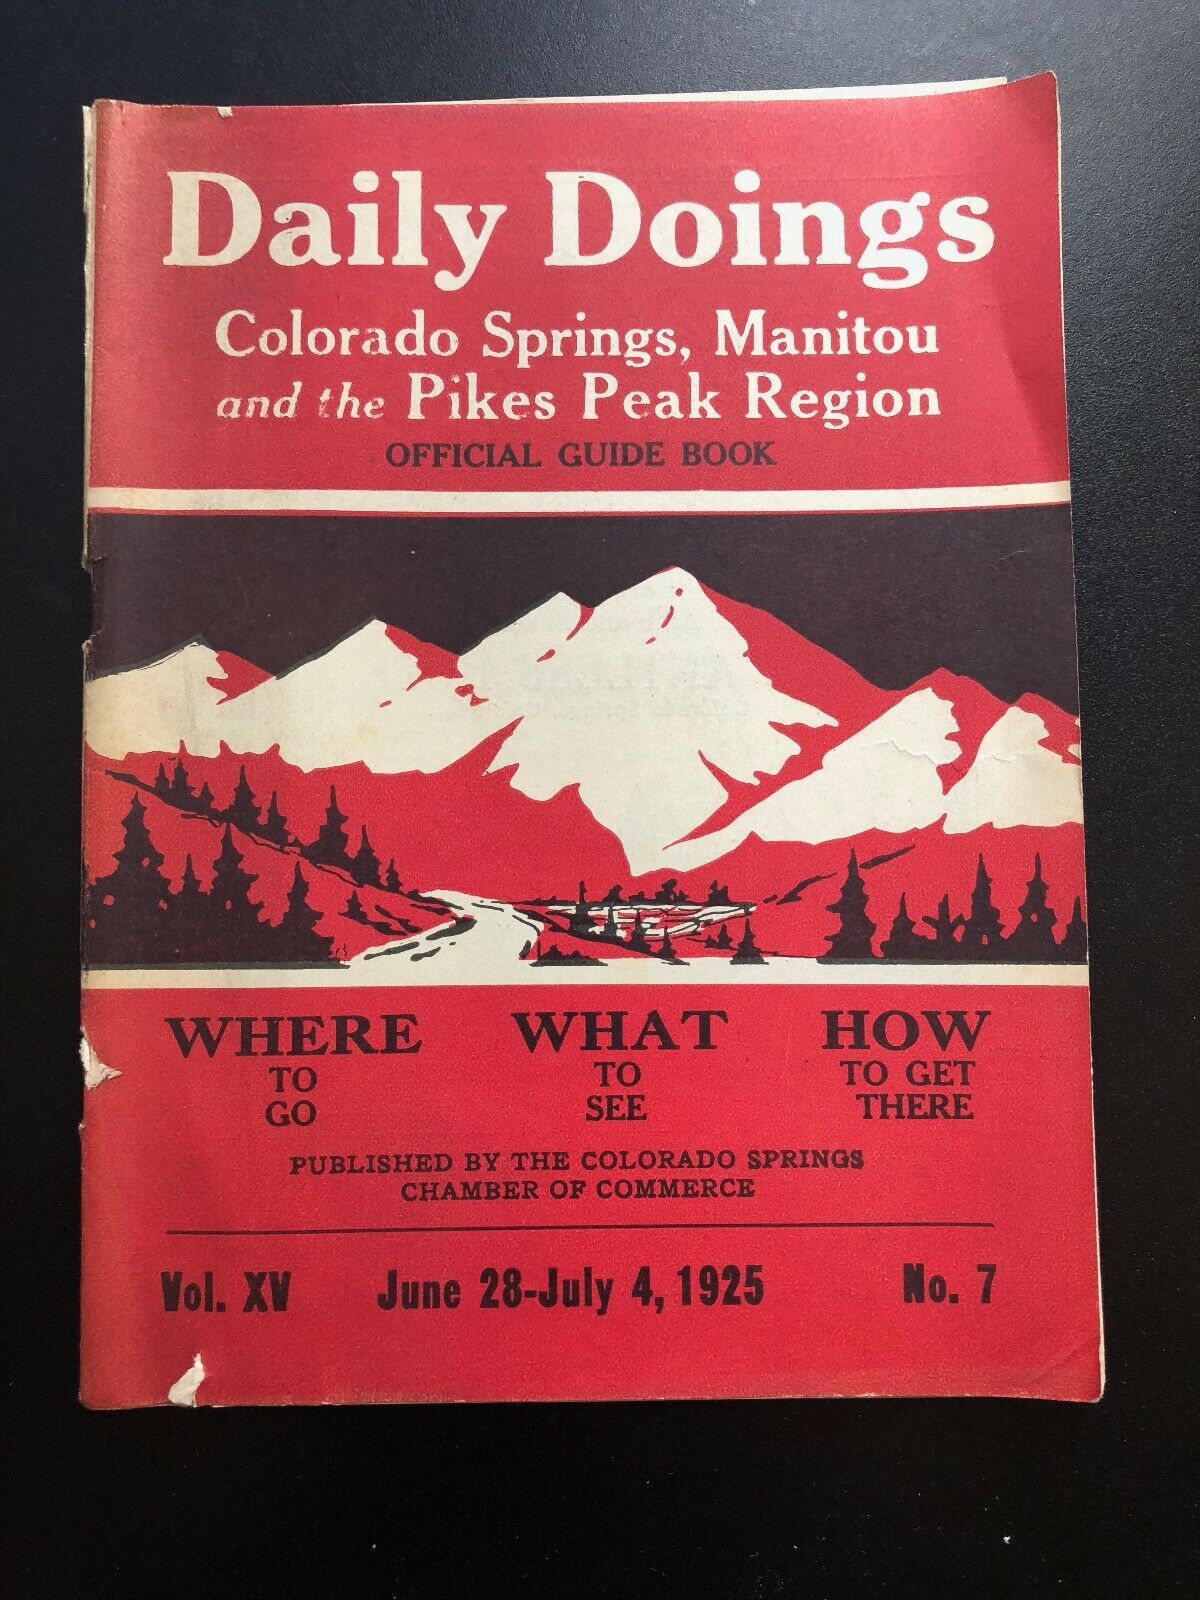 Daily Doings
Colorado Springs, Manitou
and the Pikes Peak Region
OFFICIAL GUIDE BOOK
WHERE
TO
GO
WHAT
TO
SEE
HOW
TO GET
THERE
PUBLISHED BY THE COLORADO SPRINGS
CHAMBER OF COMMERCE
Vol. XV June 28-July 4, 1925 No. 7